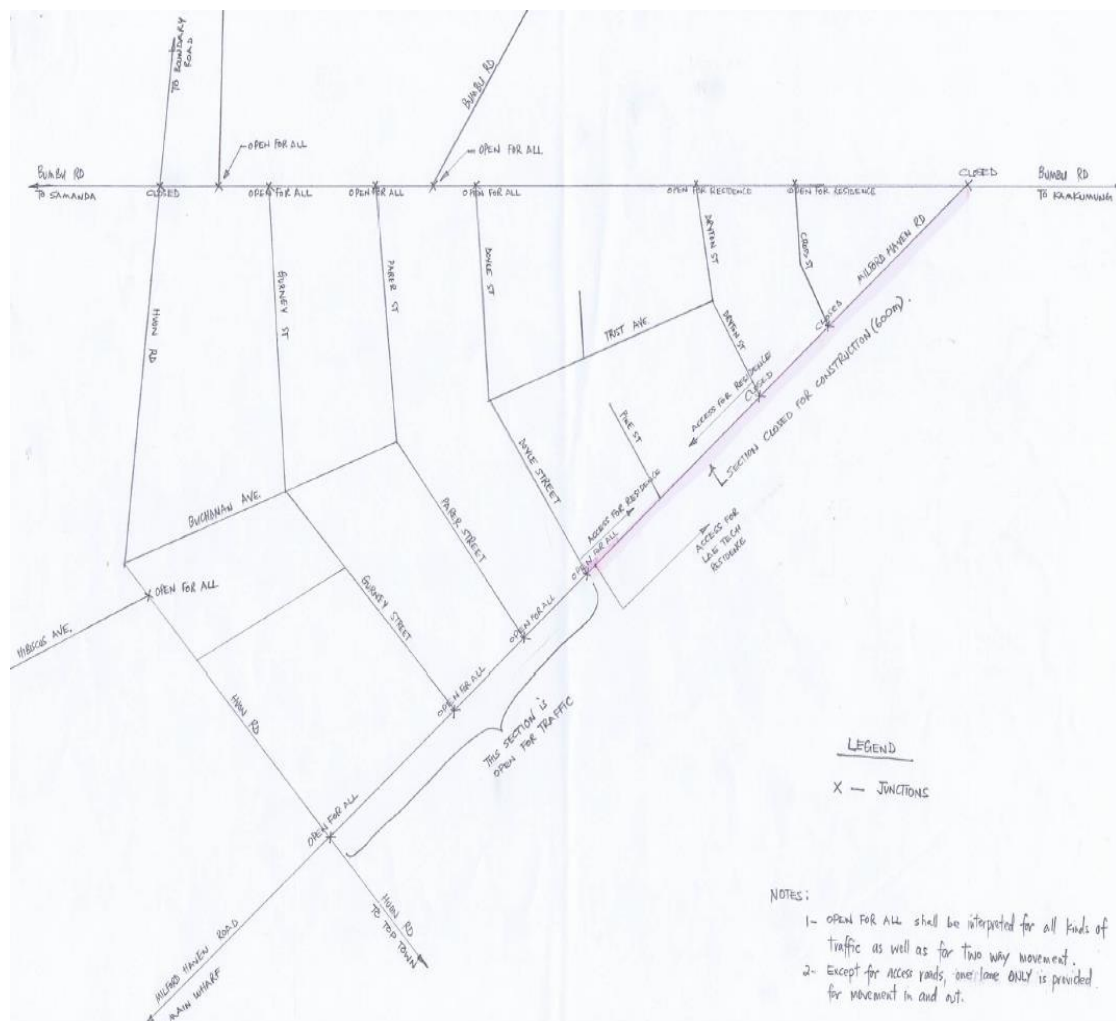 TO BOUNDARY
ROAD
BUMBU RD
OPEN FOR ALL
OPEN FOR ALL
BUMBU RD
TO SAMANDA
CLOSED
OPEN FOR ALL
OPEN FOR ALL
OPEN FOR ALL
OPEN FOR RESIDENCE
OPEN FOR RESIDENCE
CLOSED
BUMBU RD
TO KAMKUMUNG
HUON RD
GURNEY ST
PARER ST
DOYLE ST
DRYTON ST
CROSS ST
MILFORD HAVEN RD
CLOSED
TRIST AVE
DRYTON ST
CLOSED
ACCESS FOR RESIDENCE
SECTION CLOSED FOR CONSTRUCTION (600m).
PINE ST
DOYLE STREET
ACCESS FOR RESIDENCE
OPEN FOR ALL
ACCESS FOR
LAE TECH
RESIDENCE
BUCHANAN AVE.
PARER STREET
OPEN FOR ALL
HIBISCUS AVE.
GURNEY STREET
OPEN FOR ALL
OPEN FOR ALL
HUON RD
THIS SECTION IS
OPEN FOR TRAFFIC
OPEN FOR ALL
HUON RD
TO TOP TOWN
MILFORD HAVEN ROAD
MAIN WHARF
LEGEND
X — JUNCTIONS
NOTES:
1- OPEN FOR ALL shall be interpreted for all kinds of
traffic as well as for two way movement.
2- Except for access roads, one lane ONLY is provided
for movement in and out.